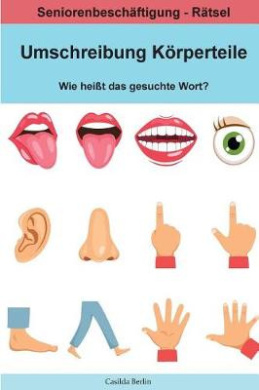 Seniorenbeschäftigung - Rätsel
Umschreibung Körperteile
Wie heißt das gesuchte Wort?
Casilda Berlin